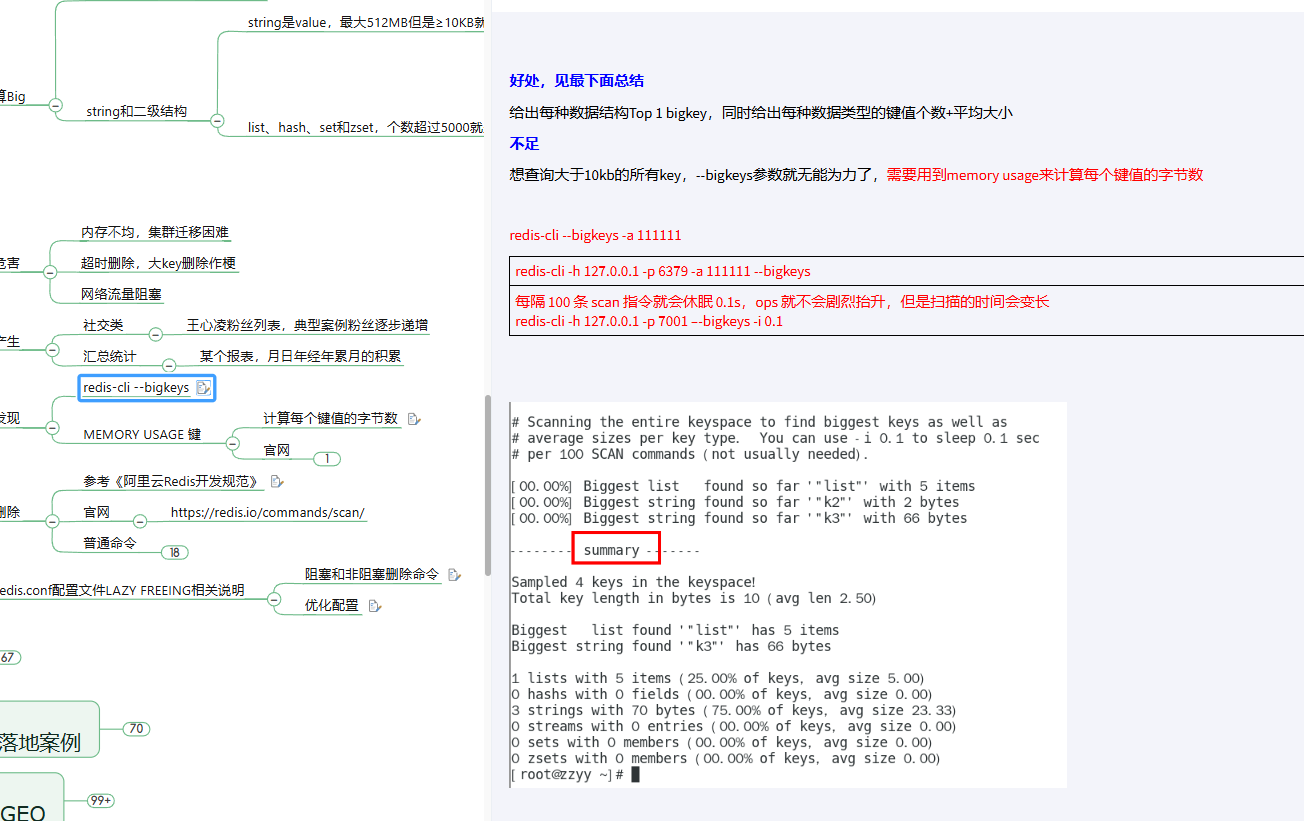 string是value，最大512MB但是≥10KB就
算Big
string和二级结构
list、hash、set和zset，个数超过5000就
内存不均，集群迁移困难
危害
超时删除，大key删除作梗
网络流量阻塞
产生
社交类
王心凌粉丝列表，典型案例粉丝逐步递增
汇总统计
某个报表，月日年经年累月的积累
发现
redis-cli --bigkeys
MEMORY USAGE 键
计算每个键值的字节数
官网
1
删除
参考《阿里云Redis开发规范》
官网
https://redis.io/commands/scan/
普通命令
18
edis.conf配置文件LAZY FREEING相关说明
阻塞和非阻塞删除命令
优化配置
67
落地案例
70
GEO
99+
好处，见最下面总结
给出每种数据结构Top 1 bigkey，同时给出每种数据类型的键值个数+平均大小
不足
想查询大于10kb的所有key，--bigkeys参数就无能为力了，需要用到memory usage来计算每个键值的字节数
redis-cli --bigkeys -a 111111
redis-cli -h 127.0.0.1 -p 6379 -a 111111 --bigkeys
每隔 100 条 scan 指令就会休眠 0.1s，ops 就不会剧烈抬升，但是扫描的时间会变长
redis-cli -h 127.0.0.1 -p 7001 –-bigkeys -i 0.1
# Scanning the entire keyspace to find biggest keys as well as
# average sizes per key type.  You can use -i 0.1 to sleep 0.1 sec
# per 100 SCAN commands (not usually needed).
[00.00%] Biggest list   found so far '"list"' with 5 items
[00.00%] Biggest string found so far '"k2"' with 2 bytes
[00.00%] Biggest string found so far '"k3"' with 66 bytes
-------- summary -------
Sampled 4 keys in the keyspace!
Total key length in bytes is 10 (avg len 2.50)
Biggest   list found '"list"' has 5 items
Biggest string found '"k3"' has 66 bytes
1 lists with 5 items (25.00% of keys, avg size 5.00)
0 hashs with 0 fields (00.00% of keys, avg size 0.00)
3 strings with 70 bytes (75.00% of keys, avg size 23.33)
0 streams with 0 entries (00.00% of keys, avg size 0.00)
0 sets with 0 members (00.00% of keys, avg size 0.00)
0 zsets with 0 members (00.00% of keys, avg size 0.00)
[root@zzyy ~]#